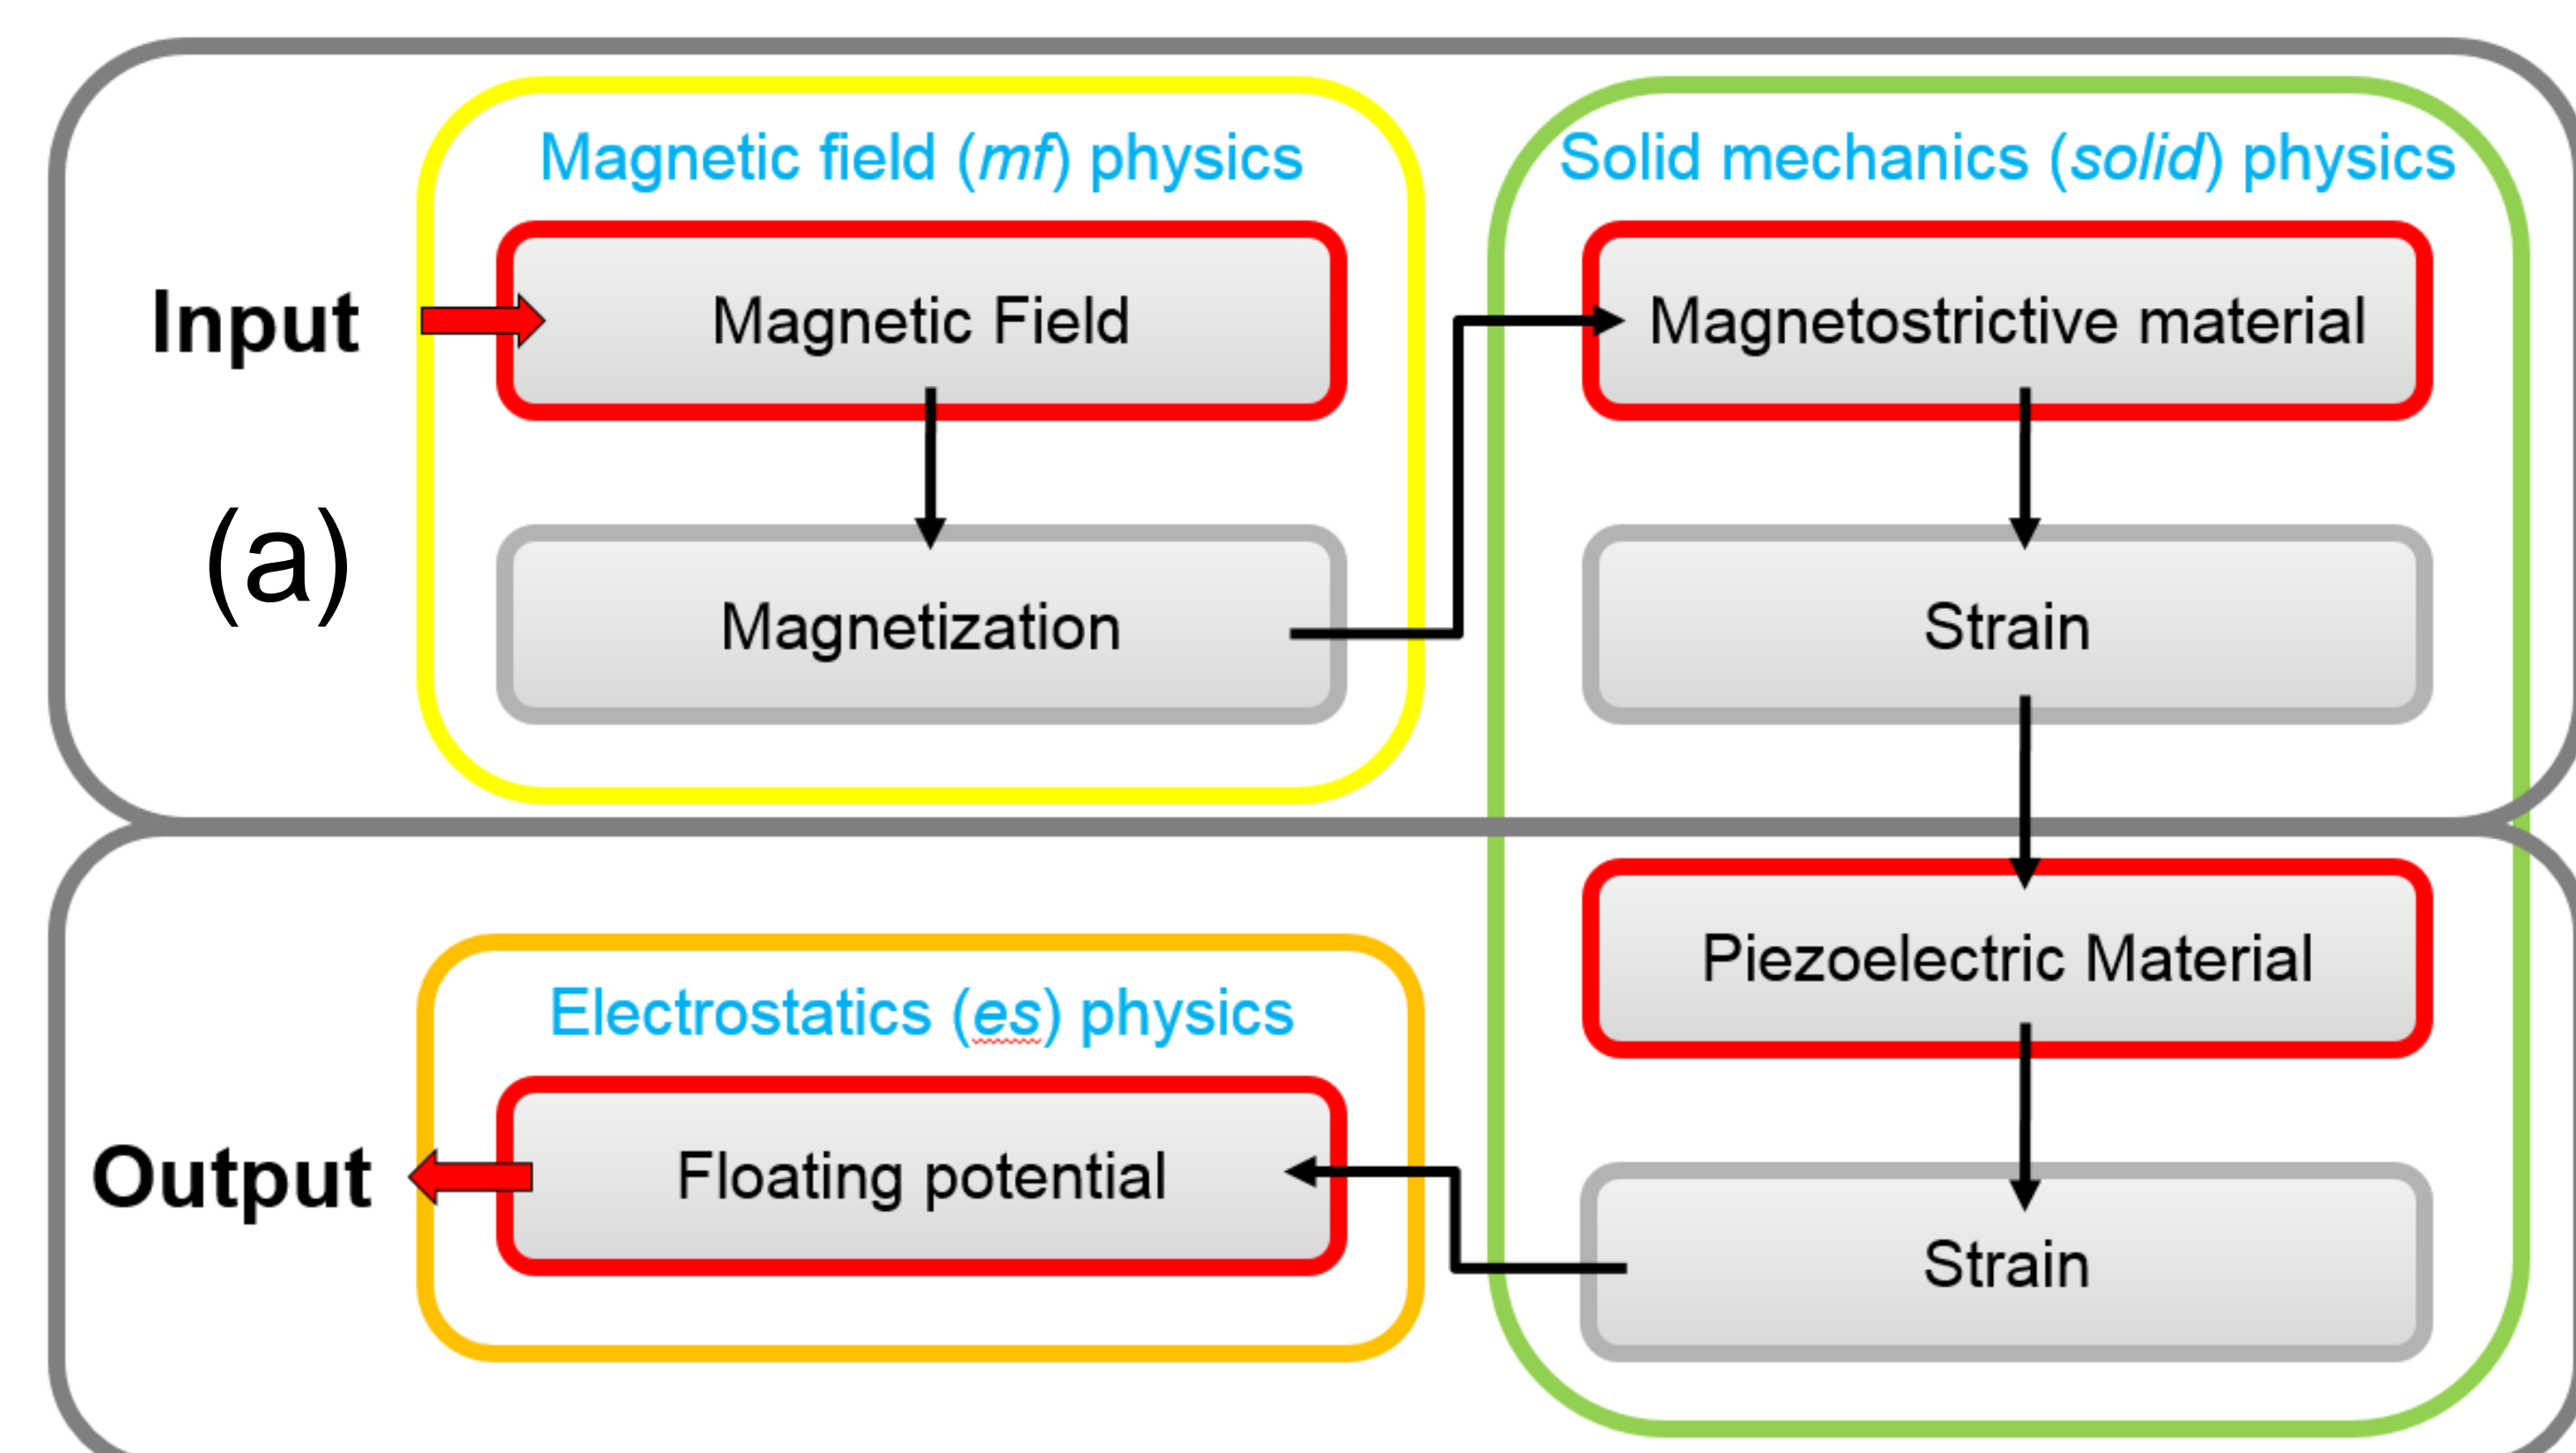 Magnetic field (mf) physics
Solid mechanics (solid) physics
Input
Magnetic Field
Magnetostrictive material
(a)
Magnetization
Strain
Piezoelectric Material
Electrostatics (es) physics
Output
Floating potential
Strain